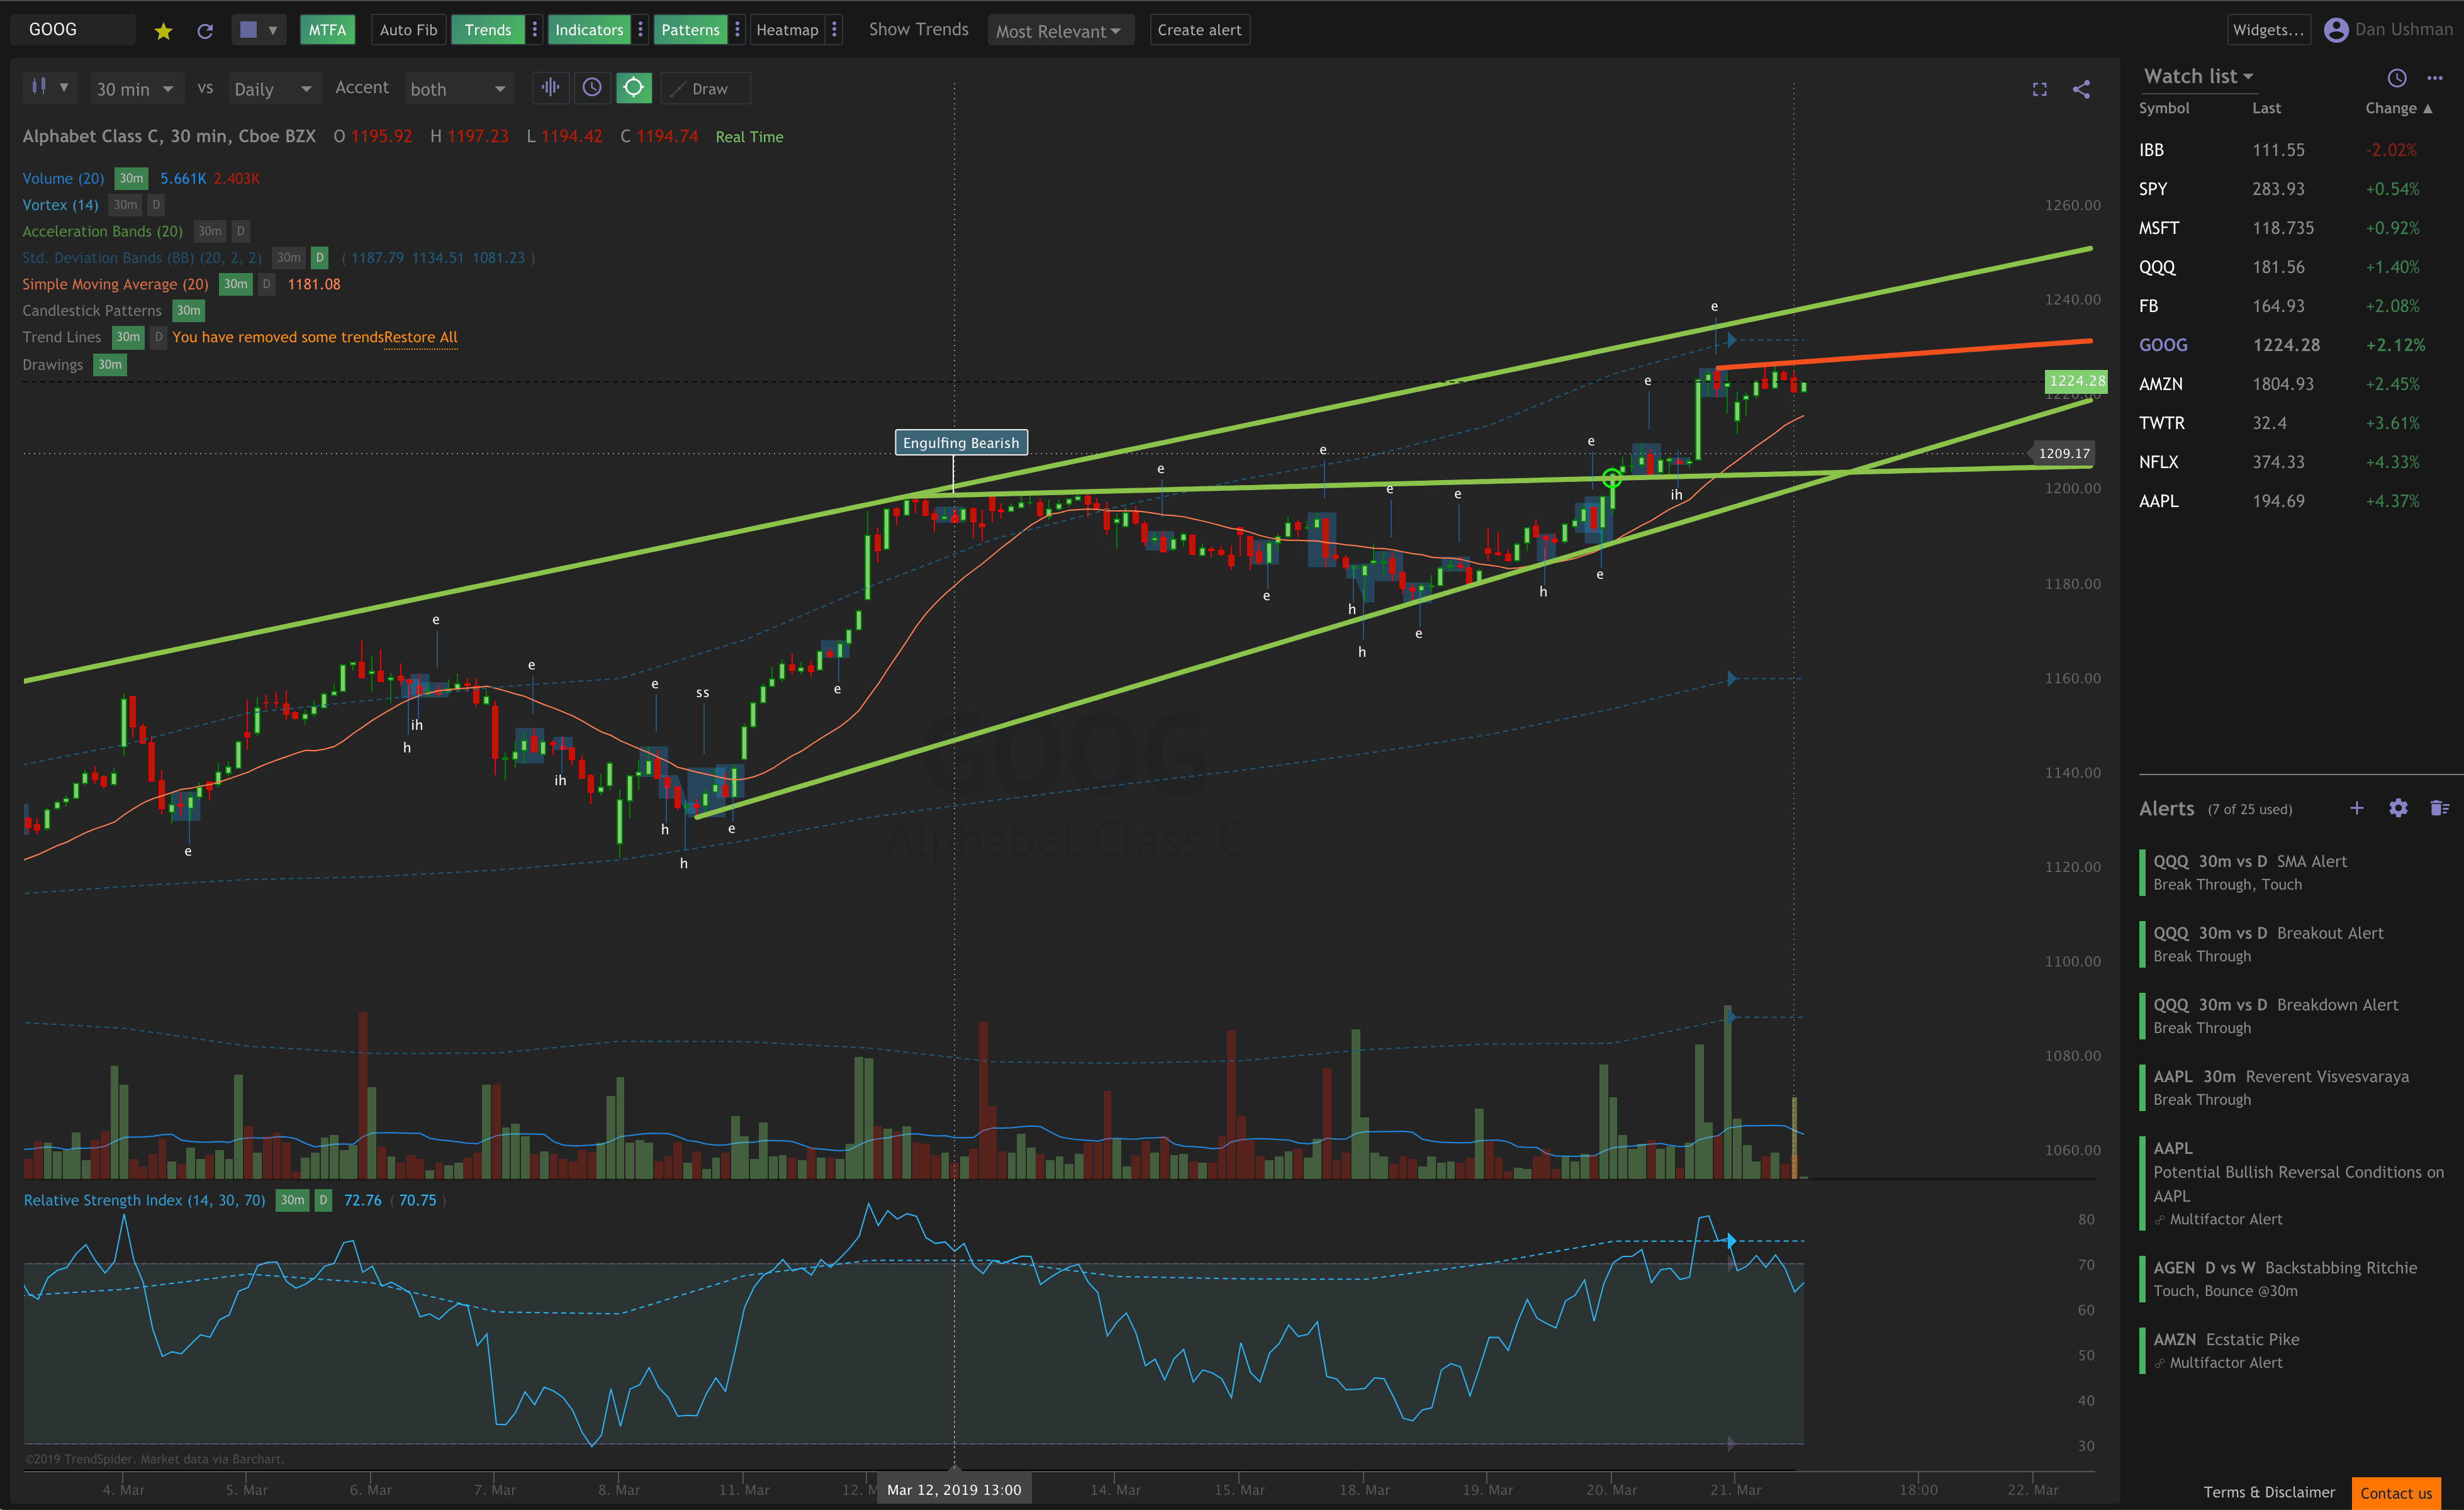 GOOG MTFA Auto Fib Trends Indicators Patterns Heatmap Show Trends Most Relevant Create alert Widgets... Dan Ushman
30 min vs Daily Accent both Draw
Alphabet Class C, 30 min, Cboe BZX O 1195.92 H 1197.23 L 1194.42 C 1194.74 Real Time
Volume (20) 30m 5.661K 2.403K
Vortex (14) 30m D
Acceleration Bands (20) 30m D
Std. Deviation Bands (BB) (20, 2, 2) 30m D ( 1187.79 1134.51 1081.23 )
Simple Moving Average (20) 30m D 1181.08
Candlestick Patterns 30m
Trend Lines 30m D You have removed some trendsRestore All
Drawings 30m
1260.00
1240.00
1224.28
1220.00
1209.17
1200.00
1180.00
1160.00
1140.00
1120.00
1100.00
1080.00
1060.00
Engulfing Bearish
e
e
e
e
e
e
e
e
ih
e
e
h
e
h
e
h
e
e
e
ss
e
ih
h
ih
h
e
e
h
GOOG
Alphabet Class C
Relative Strength Index (14, 30, 70) 30m D 72.76 ( 70.75 )
80
70
60
50
40
30
©2019 TrendSpider. Market data via Barchart.
4. Mar 5. Mar 6. Mar 7. Mar 8. Mar 11. Mar 12. M Mar 12, 2019 13:00 14. Mar 15. Mar 18. Mar 19. Mar 20. Mar 21. Mar 18:00 22. Mar
Watch list
Symbol Last Change ▲
IBB 111.55 -2.02%
SPY 283.93 +0.54%
MSFT 118.735 +0.92%
QQQ 181.56 +1.40%
FB 164.93 +2.08%
GOOG 1224.28 +2.12%
AMZN 1804.93 +2.45%
TWTR 32.4 +3.61%
NFLX 374.33 +4.33%
AAPL 194.69 +4.37%
Alerts (7 of 25 used)
QQQ 30m vs D SMA Alert
Break Through, Touch
QQQ 30m vs D Breakout Alert
Break Through
QQQ 30m vs D Breakdown Alert
Break Through
AAPL 30m Reverent Visvesvaraya
Break Through
AAPL
Potential Bullish Reversal Conditions on
AAPL
Multifactor Alert
AGEN D vs W Backstabbing Ritchie
Touch, Bounce @30m
AMZN Ecstatic Pike
Multifactor Alert
Terms & Disclaimer Contact us